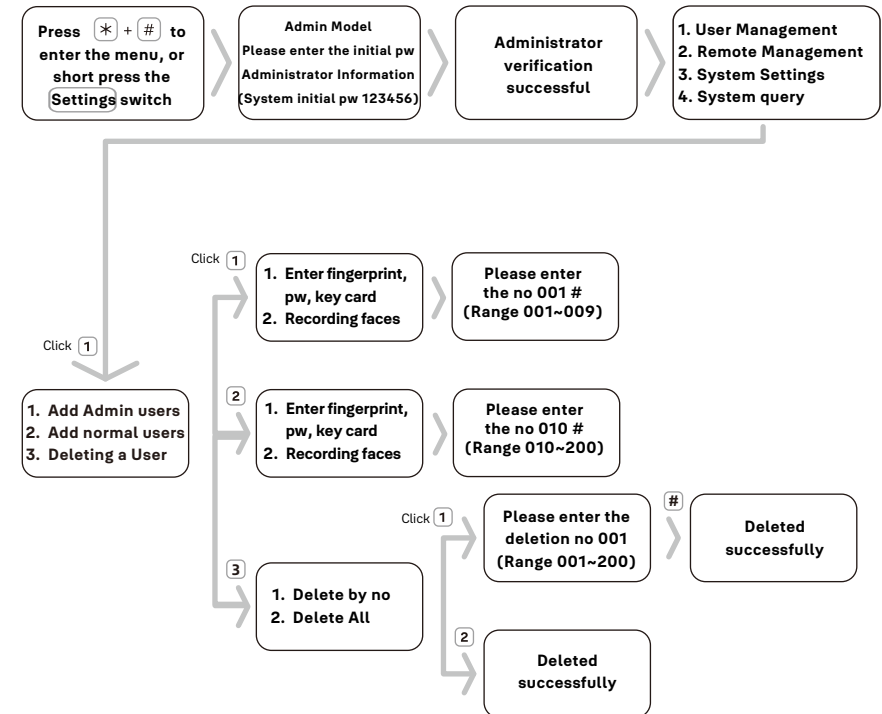 Press * + # to
enter the menu, or
short press the
Settings switch
Admin Model
Please enter the initial pw
Administrator Information
(System initial pw 123456)
Administrator
verification
successful
1. User Management
2. Remote Management
3. System Settings
4. System query
Click 1
1. Add Admin users
2. Add normal users
3. Deleting a User
Click 1
1. Enter fingerprint,
pw, key card
2. Recording faces
Please enter
the no 001 #
(Range 001~009)
2
1. Enter fingerprint,
pw, key card
2. Recording faces
Please enter
the no 010 #
(Range 010~200)
3
1. Delete by no
2. Delete All
Click 1
Please enter the
deletion no 001
(Range 001~200)
#
Deleted
successfully
2
Deleted
successfully